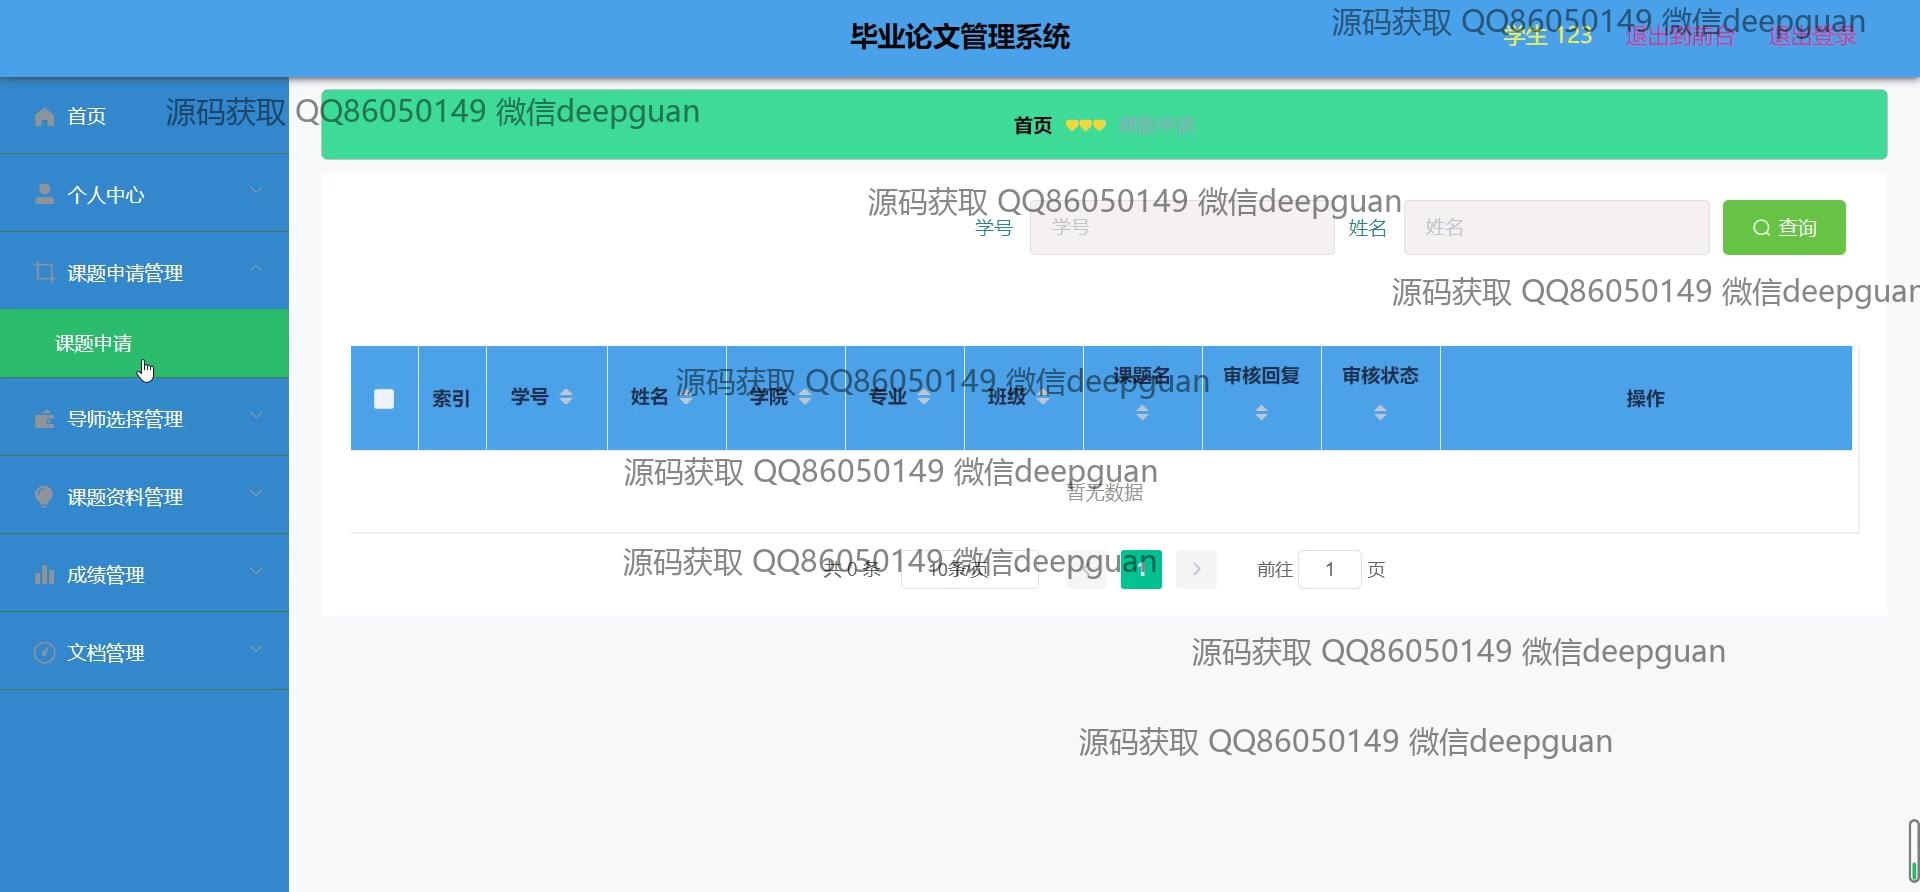 毕业论文管理系统
源码获取 QQ86050149 微信deepguan
学生 123
退出到前台
退出登录
首页
源码获取 QQ86050149 微信deepguan
首页
课题申请
个人中心
源码获取 QQ86050149 微信deepguan
学号
学号
姓名
姓名
查询
课题申请管理
源码获取 QQ86050149 微信deepguan
课题申请
索引
学号
姓名
学院
专业
班级
课题名
审核回复
审核状态
操作
源码获取 QQ86050149 微信deepguan
导师选择管理
源码获取 QQ86050149 微信deepguan
暂无数据
课题资料管理
源码获取 QQ86050149 微信deepguan
共 0 条
10条/页
1
前往
1
页
成绩管理
文档管理
源码获取 QQ86050149 微信deepguan
源码获取 QQ86050149 微信deepguan